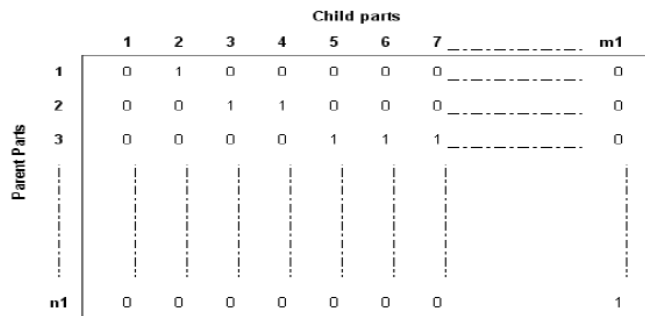 Child parts
1 2 3 4 5 6 7 m1
Parent Parts
1 0 1 0 0 0 0 0 0
2 0 0 1 1 0 0 0 0
3 0 0 0 0 1 1 1 0
n1 0 0 0 0 0 0 0 1